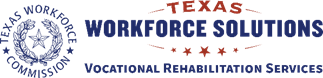 TEXAS WORKFORCE
COMMISSION
TEXAS
WORKFORCE SOLUTIONS
VOCATIONAL REHABILITATION SERVICES